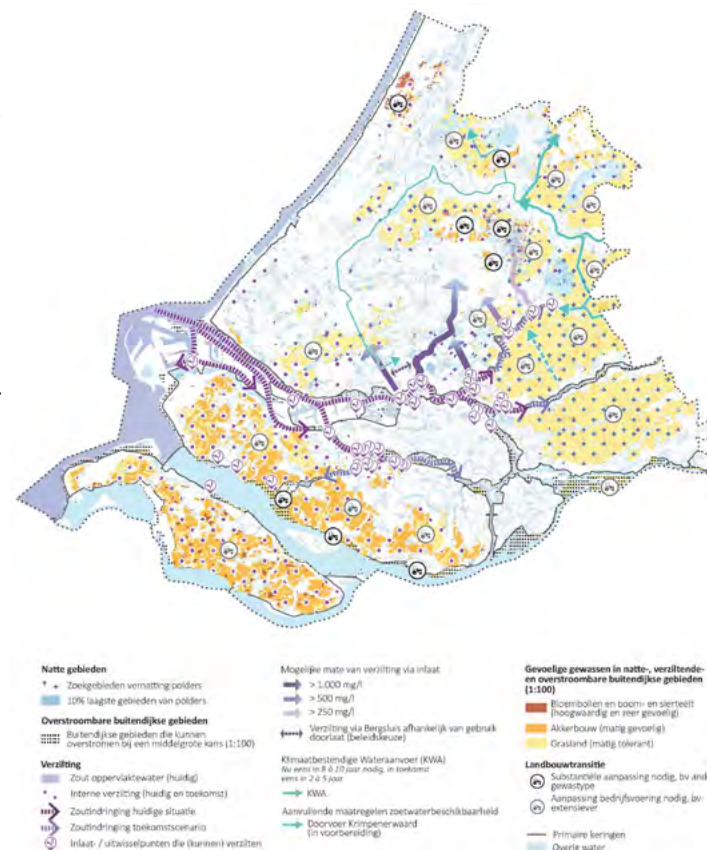 Natte gebieden
Zoekgebieden vernatting polders
10% laagste gebieden van polders
Overstroombare buitendijkse gebieden
Buitendijkse gebieden die kunnen
overstromen bij een middelgrote kans (1:100)
Verzilting
Zout oppervlaktewater (huidig)
Interne verzilting (huidig en toekomst)
Zoutindringing huidige situatie
Zoutindringing toekomstscenario
Inlaat- / uitwisselpunten die (kunnen) verzilten
Mogelijke mate van verzilting via inlaat
> 1.000 mg/l
> 500 mg/l
> 250 mg/l
Verzilting via Bergsluis afhankelijk van gebruik
doorlaat (beleidskeuze)
Klimaatbestendige Wateraanvoer (KWA)
Nu eens in 8 à 10 jaar nodig, in toekomst
eens in 2 à 5 jaar
KWA
Aanvullende maatregelen zoetwaterbeschikbaarheid
Doorvoer Krimpenerwaard
(in voorbereiding)
Gevoelige gewassen in natte-, verziltende-
en overstroombare buitendijkse gebieden
(1:100)
Bloembollen en boom- en sierteelt
(hoogwaardig en zeer gevoelig)
Akkerbouw (matig gevoelig)
Grasland (matig tolerant)
Landbouwtransitie
Substantiële aanpassing nodig, bv and
gewastype
Aanpassing bedrijfsvoering nodig, bv
extensiever
Primaire keringen
Overig water